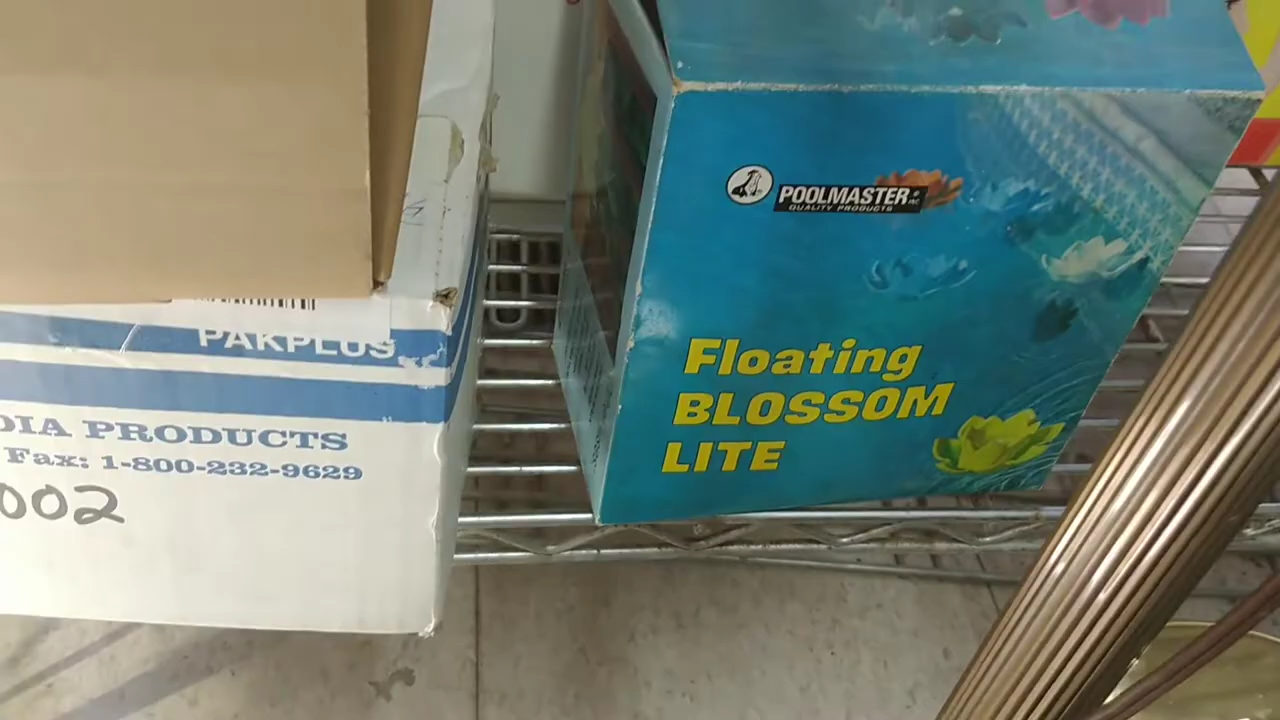 PAKPLUS
DIA PRODUCTS
Fax: 1-800-232-9629
002
POOLMASTER
QUALITY PRODUCTS
Floating
BLOSSOM
LITE